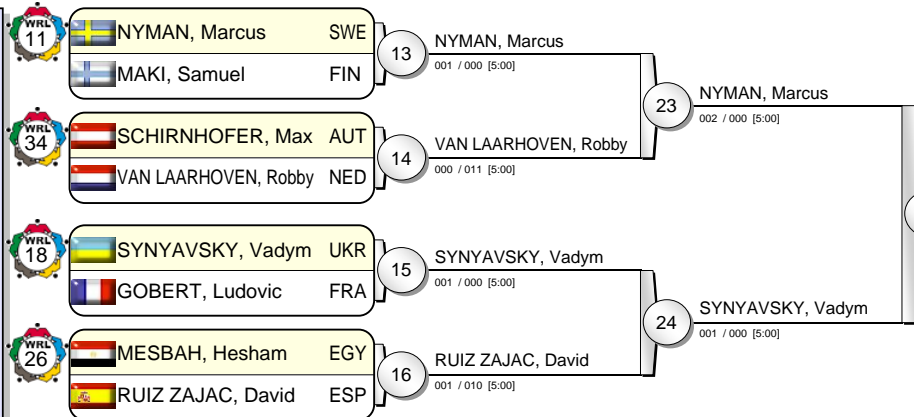 WRL
11
NYMAN, Marcus SWE
MAKI, Samuel FIN
13
NYMAN, Marcus
001 / 000 [5:00]
WRL
34
SCHIRNHOFER, Max AUT
VAN LAARHOVEN, Robby NED
14
VAN LAARHOVEN, Robby
000 / 011 [5:00]
23
NYMAN, Marcus
002 / 000 [5:00]
WRL
18
SYNYAVSKY, Vadym UKR
GOBERT, Ludovic FRA
15
SYNYAVSKY, Vadym
001 / 000 [5:00]
WRL
26
MESBAH, Hesham EGY
RUIZ ZAJAC, David ESP
16
RUIZ ZAJAC, David
001 / 010 [5:00]
24
SYNYAVSKY, Vadym
001 / 000 [5:00]